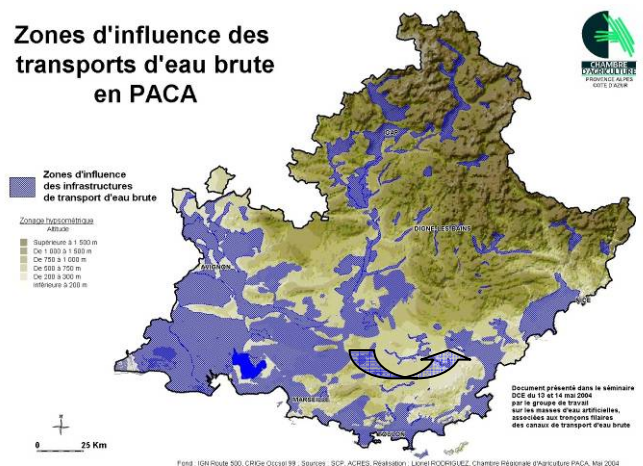 Zones d'influence des
transports d'eau brute
en PACA
CHAMBRE
D'AGRICULTURE
PROVENCE ALPES
COTE D'AZUR
Zones d'influence
des infrastructures
de transport d'eau brute
Zonage hypsométrique
Altitude
Supérieure à 1 500 m
De 1 000 à 1 500 m
De 750 à 1 000 m
De 500 à 750 m
De 200 à 300 m
Inférieure à 200 m
GAP
DIGNE-LES-BAINS
AVIGNON
NICE
MARSEILLE
TOULON
Document présenté dans le séminaire
DCE du 13 et 14 mai 2004
par le groupe de travail
sur les masses d'eau artificielles,
associées aux tronçons filaires
des canaux de transport d'eau brute
0 25 Km
Fond : IGN Route 500, CRIGe Occsol 99 ; Sources : SCP, ACRES, Réalisation : Lionel RODRIGUEZ, Chambre Régionale d'Agriculture PACA, Mai 2004